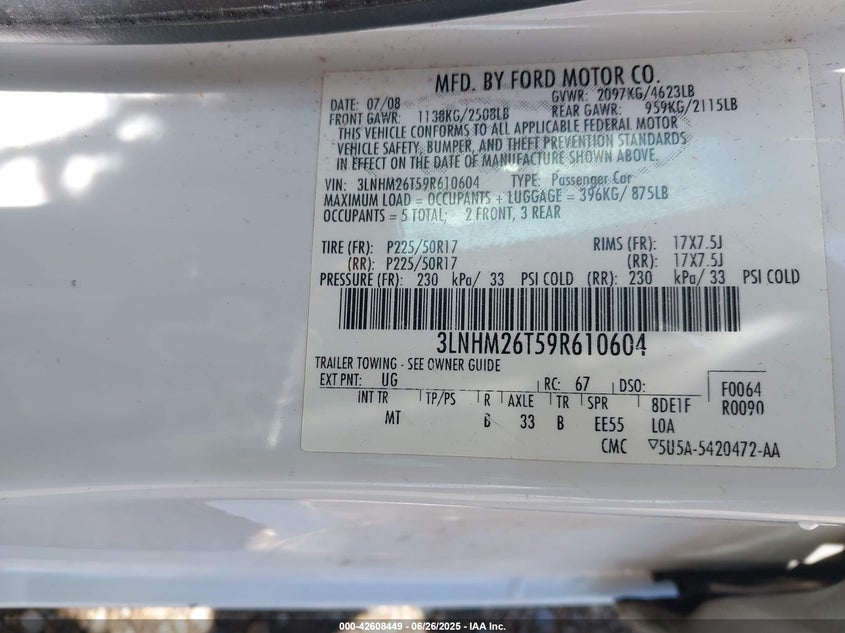 MFD. BY FORD MOTOR CO.
DATE: 07/08 GVWR: 2097KG/4623LB
FRONT GAWR: 1138KG/2508LB REAR GAWR: 959KG/2115LB
THIS VEHICLE CONFORMS TO ALL APPLICABLE FEDERAL MOTOR
VEHICLE SAFETY, BUMPER, AND THEFT PREVENTION STANDARDS
IN EFFECT ON THE DATE OF MANUFACTURE SHOWN ABOVE.
VIN: 3LNHM26T59R610604 TYPE: Passenger Car
MAXIMUM LOAD = OCCUPANTS + LUGGAGE = 396KG/ 875LB
OCCUPANTS = 5 TOTAL; 2 FRONT, 3 REAR
TIRE (FR): P225/50R17 RIMS (FR): 17X7.5J
(RR): P225/50R17 (RR): 17X7.5J
PRESSURE (FR): 230 kPa/ 33 PSI COLD (RR): 230 kPa/ 33 PSI COLD
3LNHM26T59R610604
TRAILER TOWING - SEE OWNER GUIDE
EXT PNT: UG RC: 67 DSO: F0064
INT TR TP/PS R AXLE TR SPR 8DE1F R0090
MT B 33 B EE55 LOA
CMC 5U5A-5420472-AA
000-42608449 - 06/26/2025 - IAA Inc.